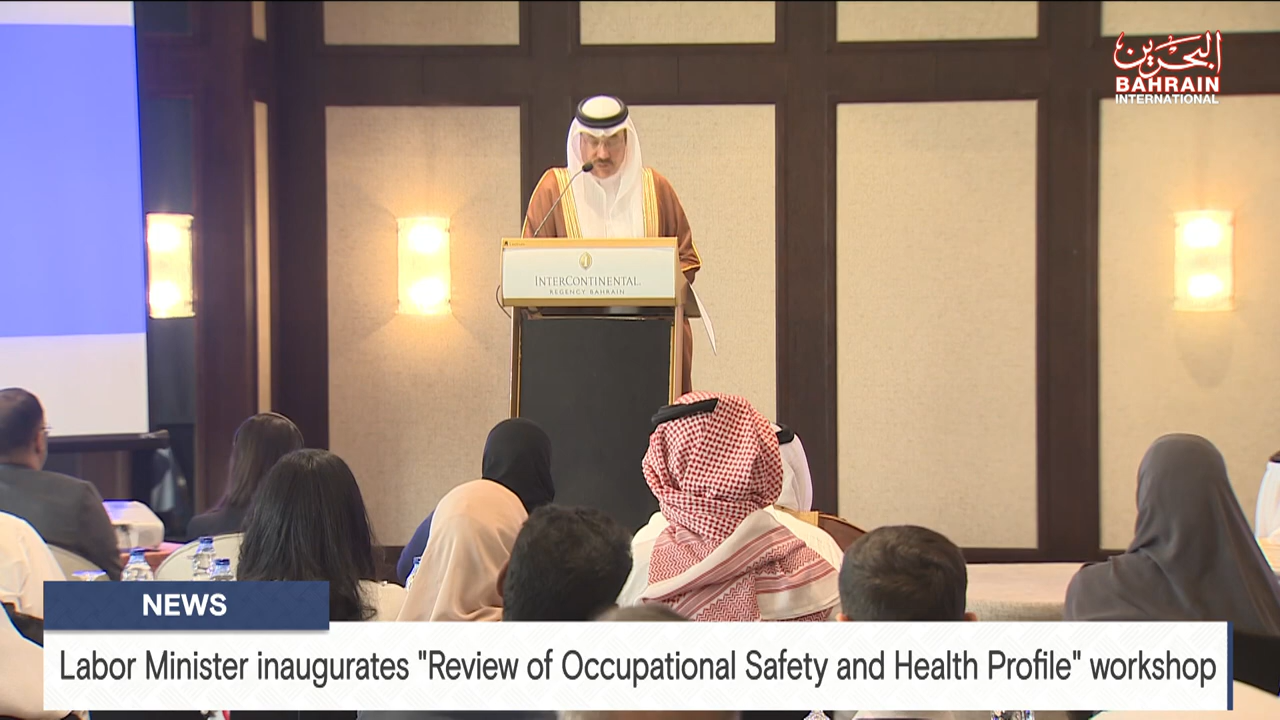 البحرين
BAHRAIN
INTERNATIONAL
INTERCONTINENTAL
REGENCY BAHRAIN
NEWS
Labor Minister inaugurates "Review of Occupational Safety and Health Profile" workshop